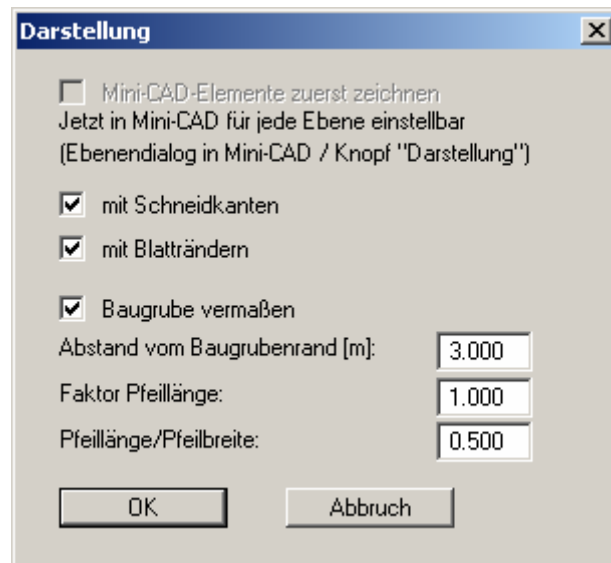 Darstellung
Mini-CAD-Elemente zuerst zeichnen
Jetzt in Mini-CAD für jede Ebene einstellbar
(Ebenendialog in Mini-CAD / Knopf "Darstellung")
mit Schneidkanten
mit Blatträndern
Baugrube vermaßen
Abstand vom Baugrubenrand [m]: 3.000
Faktor Pfeillänge: 1.000
Pfeillänge/Pfeilbreite: 0.500
OK Abbruch